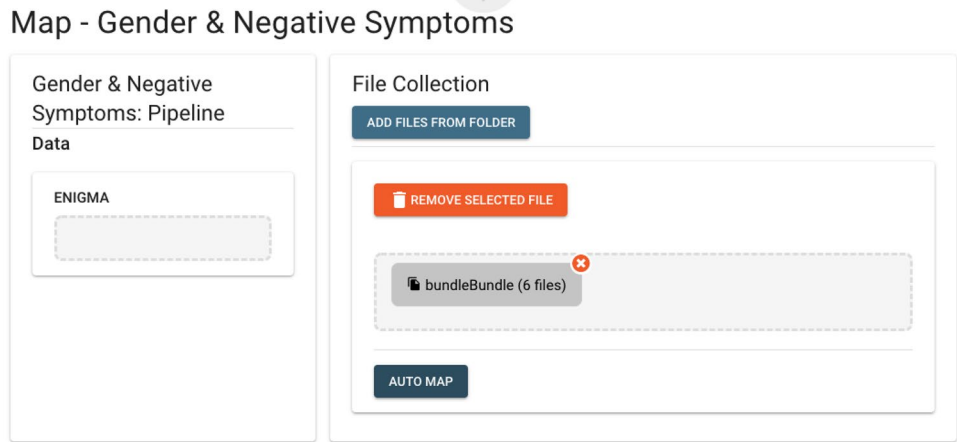 Map - Gender & Negative Symptoms
Gender & Negative
Symptoms: Pipeline
Data
ENIGMA
File Collection
ADD FILES FROM FOLDER
REMOVE SELECTED FILE
bundleBundle (6 files)
AUTO MAP